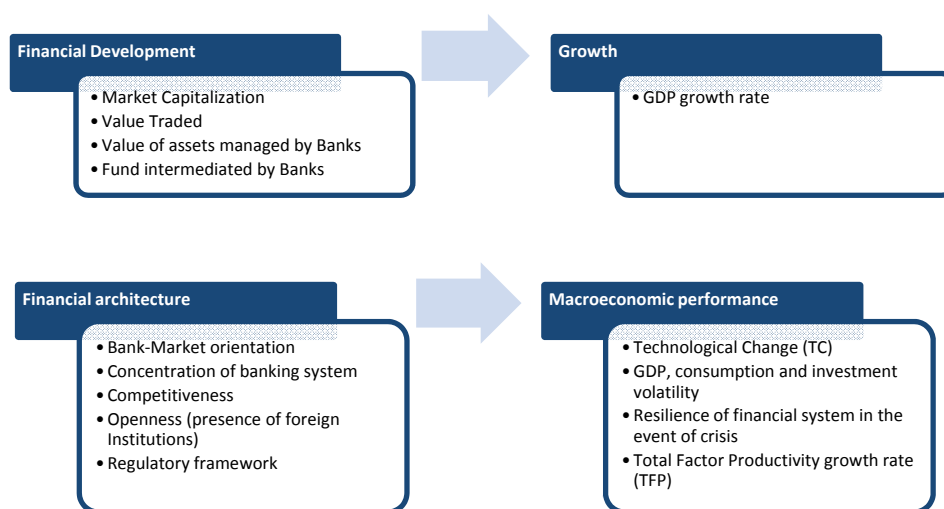 Financial Development
• Market Capitalization
• Value Traded
• Value of assets managed by Banks
• Fund intermediated by Banks
Growth
• GDP growth rate
Financial architecture
• Bank-Market orientation
• Concentration of banking system
• Competitiveness
• Openness (presence of foreign
Institutions)
• Regulatory framework
Macroeconomic performance
• Technological Change (TC)
• GDP, consumption and investment
volatility
• Resilience of financial system in the
event of crisis
• Total Factor Productivity growth rate
(TFP)